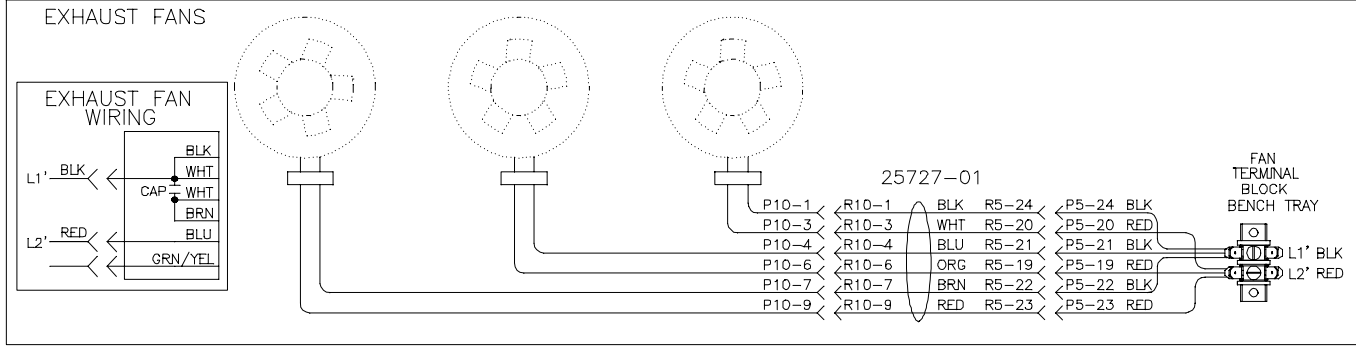 EXHAUST FANS
EXHAUST FAN
WIRING
BLK
L1' BLK WHT
CAP WHT
BRN
L2' RED BLU
GRN/YEL
25727-01
P10-1 R10-1 BLK R5-24 P5-24 BLK
P10-3 R10-3 WHT R5-20 P5-20 RED
P10-4 R10-4 BLU R5-21 P5-21 BLK
P10-6 R10-6 ORG R5-19 P5-19 RED
P10-7 R10-7 BRN R5-22 P5-22 BLK
P10-9 R10-9 RED R5-23 P5-23 RED
FAN
TERMINAL
BLOCK
BENCH TRAY
L1' BLK
L2' RED